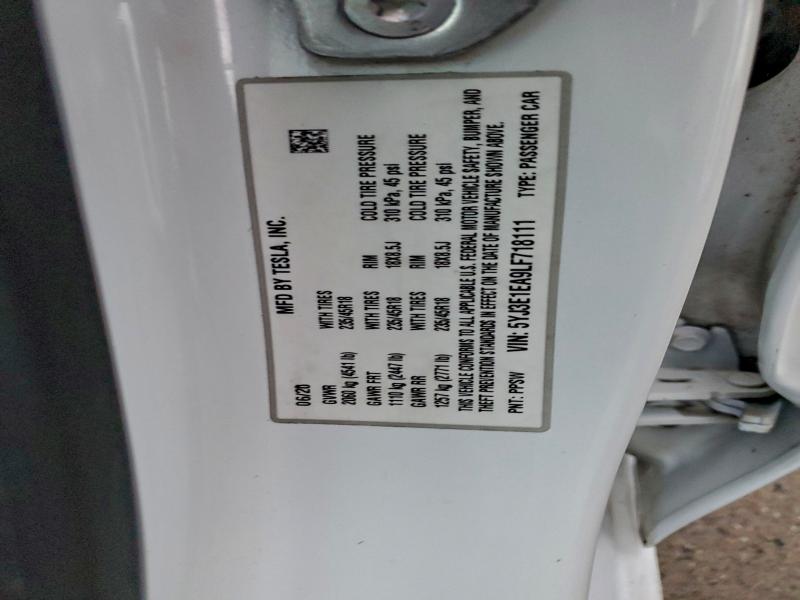 MFD BY TESLA, INC.
06/20
GVWR WITH TIRES
2060 kg (4541 lb) 235/45R18
GAWR FRT WITH TIRES RIM COLD TIRE PRESSURE
1110 kg (2447 lb) 235/45R18 18X8.5J 310 kPa, 45 psi
GAWR RR WITH TIRES RIM COLD TIRE PRESSURE
1257 kg (2771 lb) 235/45R18 18X8.5J 310 kPa, 45 psi
THIS VEHICLE CONFORMS TO ALL APPLICABLE U.S. FEDERAL MOTOR VEHICLE SAFETY, BUMPER, AND
THEFT PREVENTION STANDARDS IN EFFECT ON THE DATE OF MANUFACTURE SHOWN ABOVE.
PNT: PPSW VIN: 5YJ3E1EA9LF718111 TYPE: PASSENGER CAR